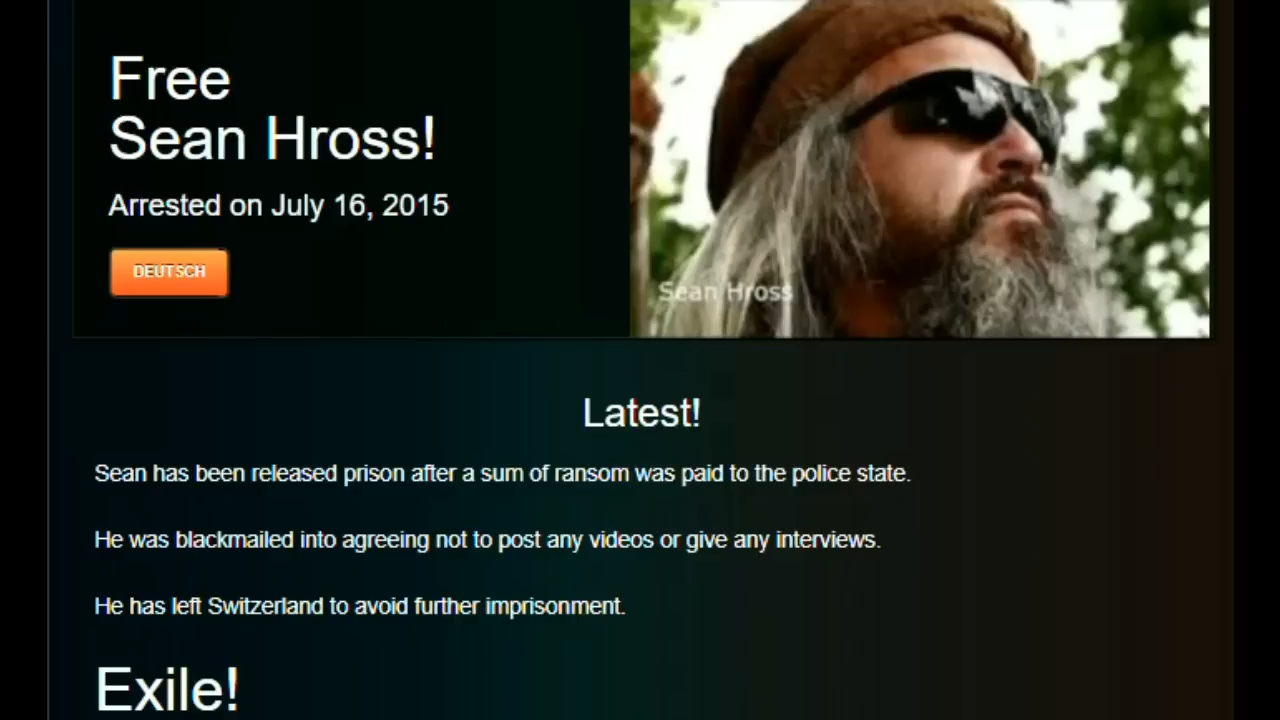 Free
Sean Hross!
Arrested on July 16, 2015
DEUTSCH
Sean Hross
Latest!
Sean has been released prison after a sum of ransom was paid to the police state.
He was blackmailed into agreeing not to post any videos or give any interviews.
He has left Switzerland to avoid further imprisonment.
Exile!